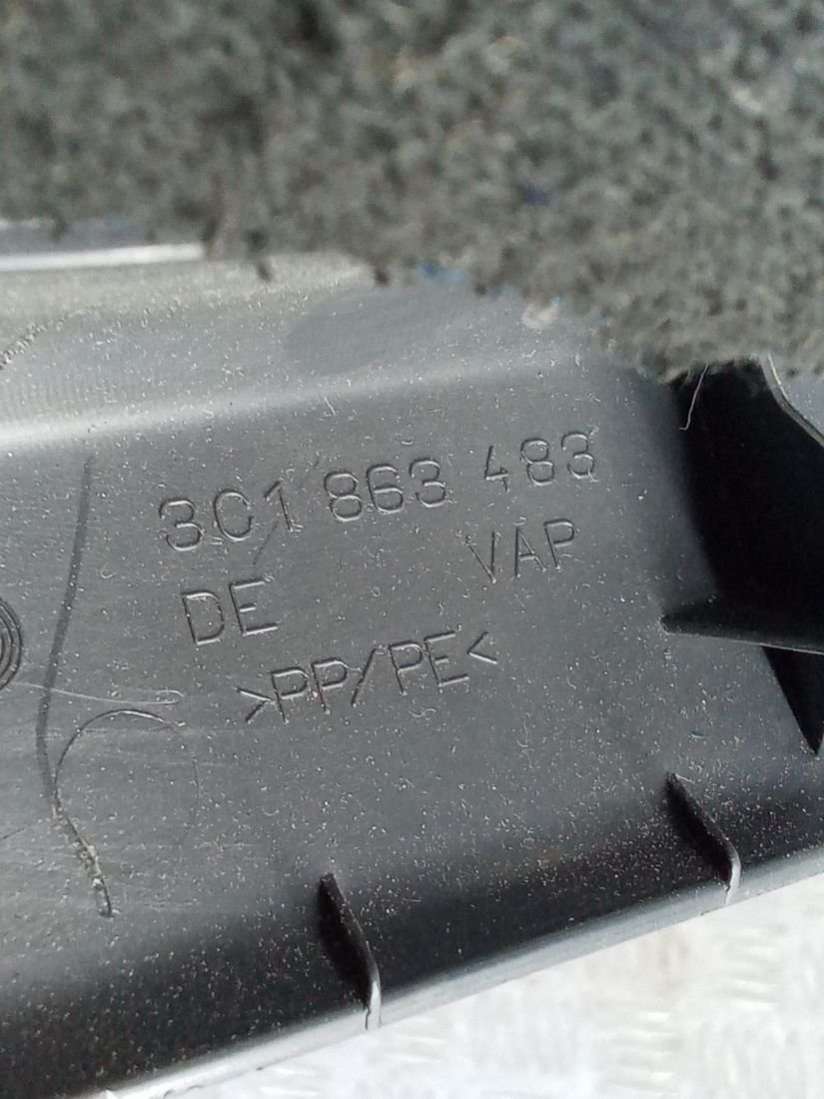 3C1 863 483
DE VAP
>PP/PE<